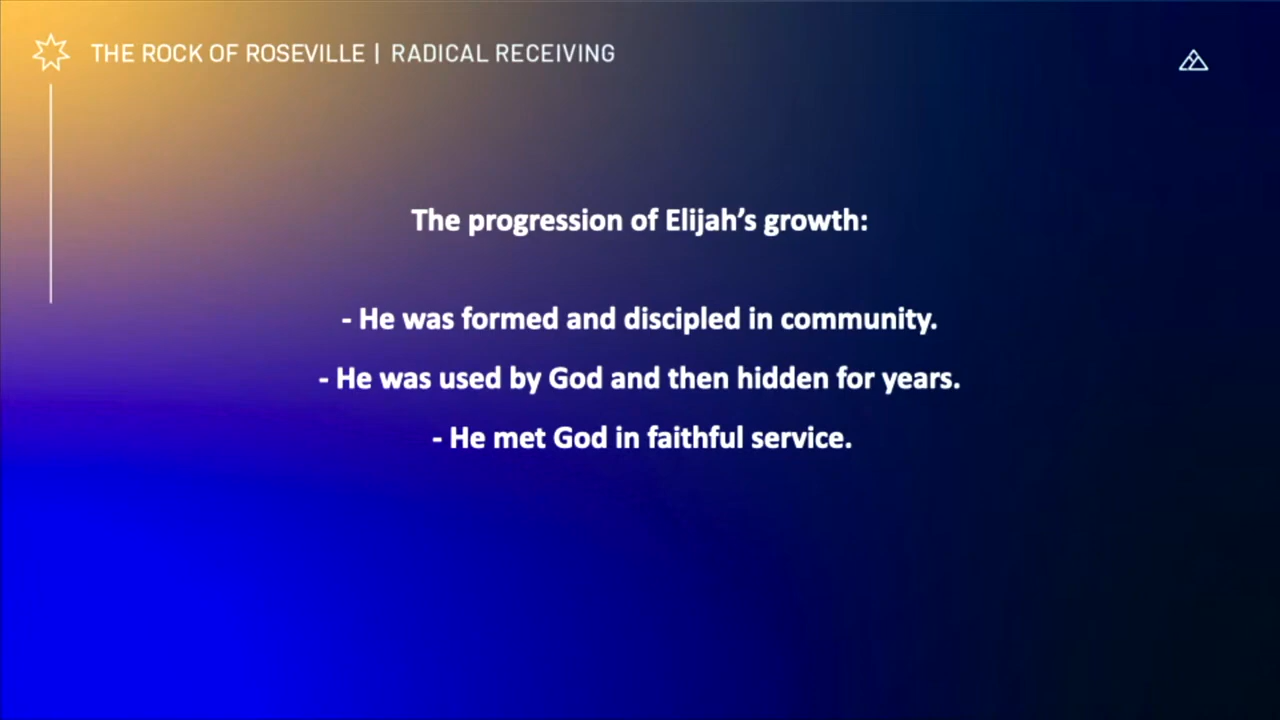 THE ROCK OF ROSEVILLE | RADICAL RECEIVING
The progression of Elijah’s growth:
- He was formed and discipled in community.
- He was used by God and then hidden for years.
- He met God in faithful service.